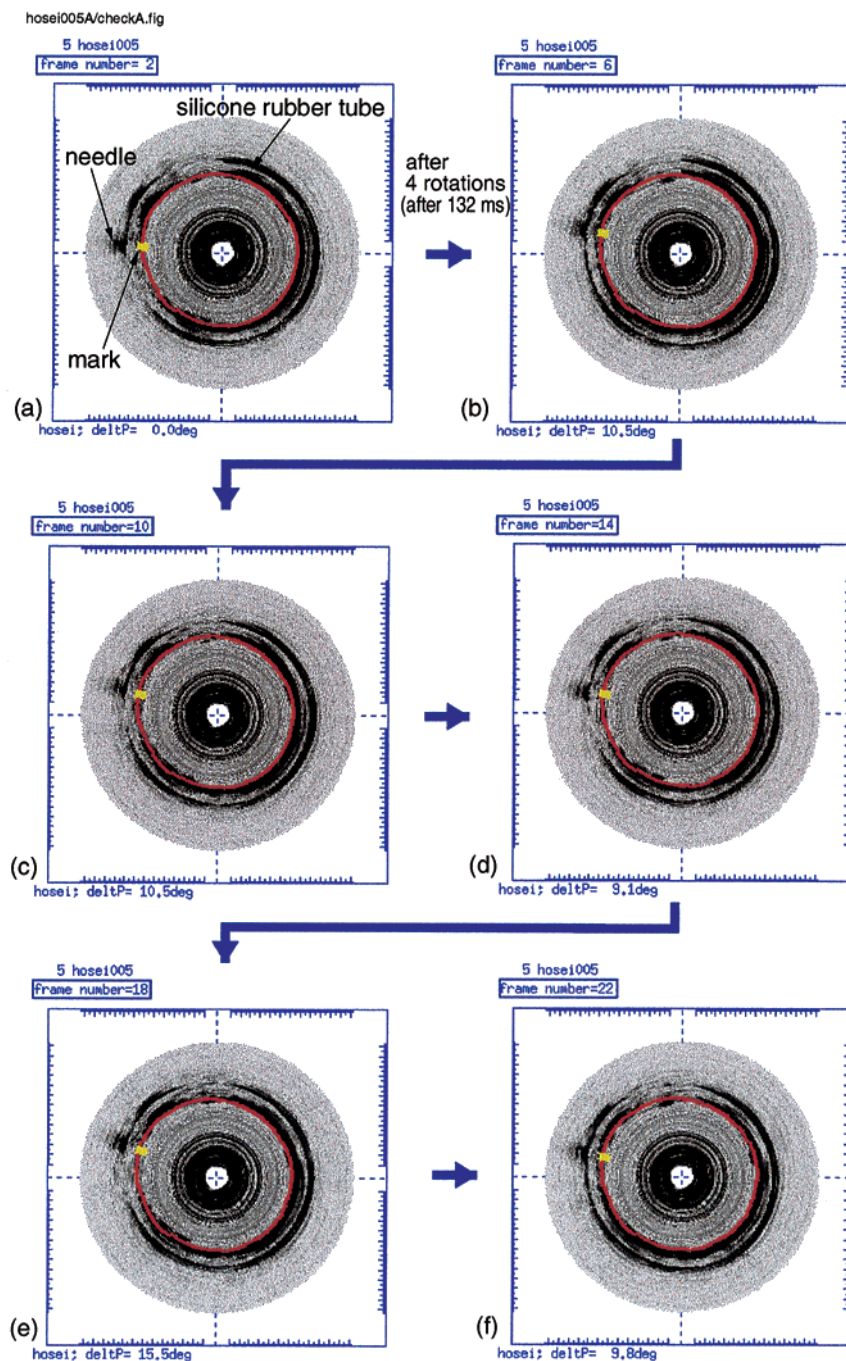 hosei005A/checkA.fig
5 hosei005
frame number= 2
silicone rubber tube
needle
mark
(a)
hosei; deltP= 0.0deg
after
4 rotations
(after 132 ms)
5 hosei005
frame number= 6
(b)
hosei; deltP= 10.5deg
5 hosei005
frame number=10
(c)
hosei; deltP= 10.5deg
5 hosei005
frame number=14
(d)
hosei; deltP= 9.1deg
5 hosei005
frame number=18
(e)
hosei; deltP= 15.5deg
5 hosei005
frame number=22
(f)
hosei; deltP= 9.8deg